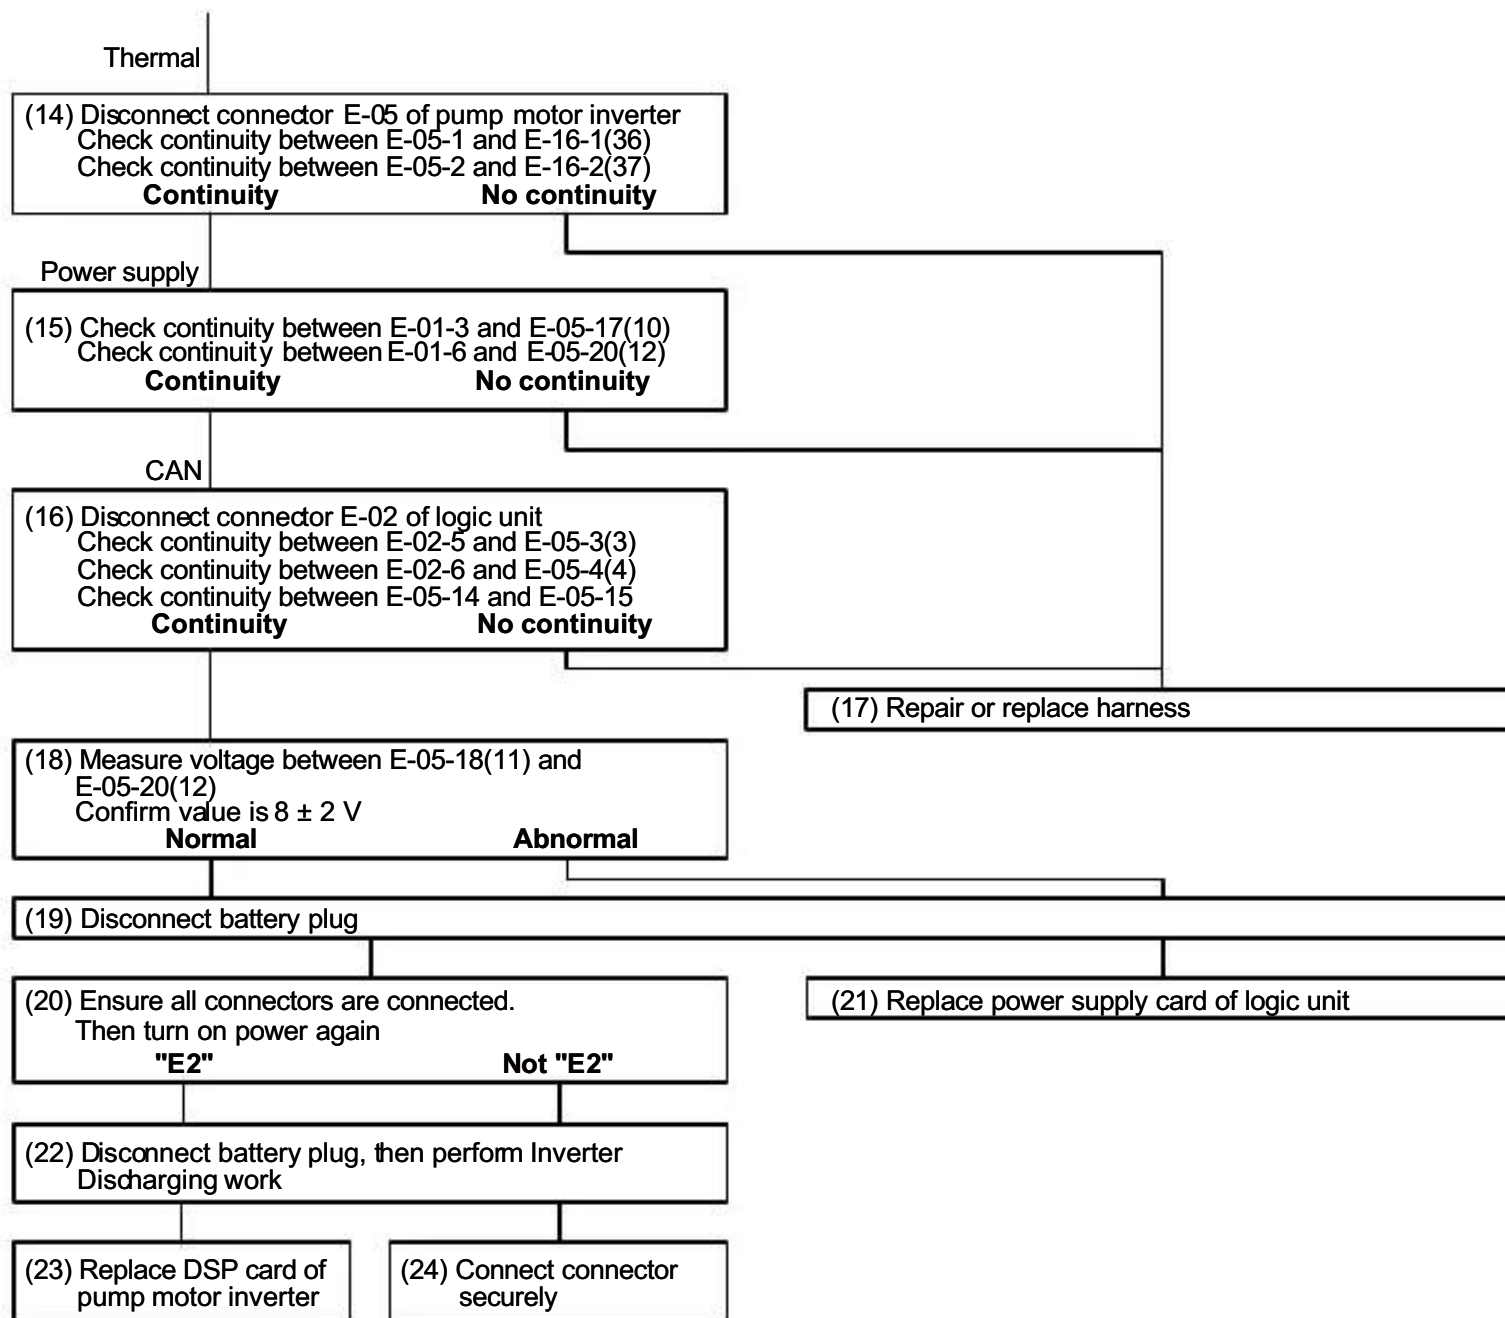 Thermal
(14) Disconnect connector E-05 of pump motor inverter
Check continuity between E-05-1 and E-16-1(36)
Check continuity between E-05-2 and E-16-2(37)
Continuity No continuity
Power supply
(15) Check continuity between E-01-3 and E-05-17(10)
Check continuity between E-01-6 and E-05-20(12)
Continuity No continuity
CAN
(16) Disconnect connector E-02 of logic unit
Check continuity between E-02-5 and E-05-3(3)
Check continuity between E-02-6 and E-05-4(4)
Check continuity between E-05-14 and E-05-15
Continuity No continuity
(17) Repair or replace harness
(18) Measure voltage between E-05-18(11) and
E-05-20(12)
Confirm value is 8 ± 2 V
Normal Abnormal
(19) Disconnect battery plug
(20) Ensure all connectors are connected.
Then turn on power again
"E2" Not "E2"
(21) Replace power supply card of logic unit
(22) Disconnect battery plug, then perform Inverter
Discharging work
(23) Replace DSP card of
pump motor inverter
(24) Connect connector
securely